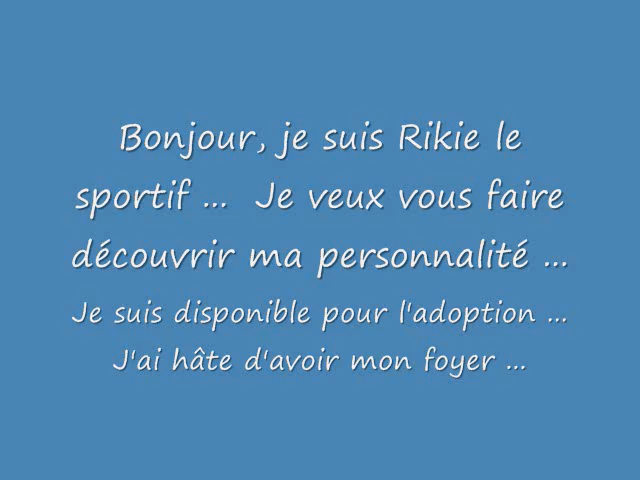 Bonjour, je suis Rikie le
sportif ... Je veux vous faire
découvrir ma personnalité ...
Je suis disponible pour l'adoption ...
J'ai hâte d'avoir mon foyer ...